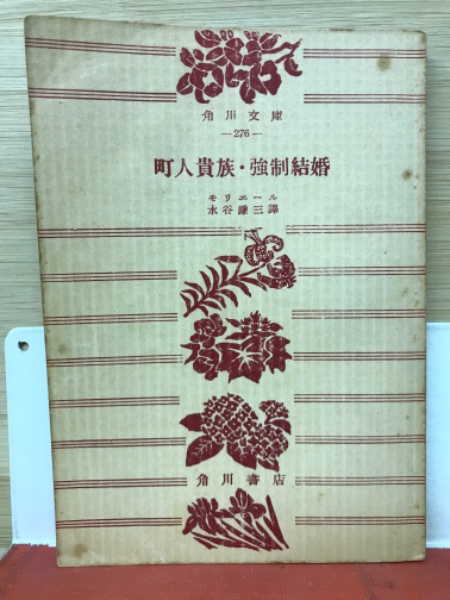 角川文庫
—276—
町人貴族・強制結婚
モリエール
水谷謙三譯
角川書店